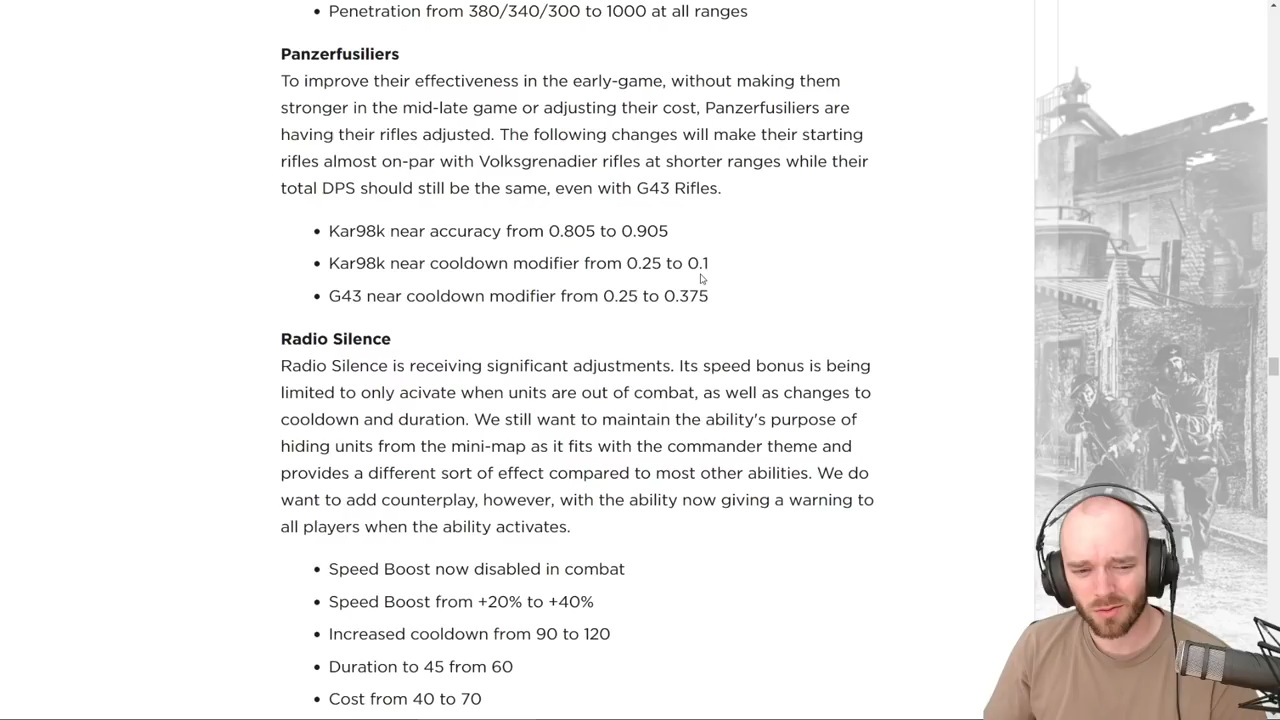 Penetration from 380/340/300 to 1000 at all ranges
Panzerfusiliers
To improve their effectiveness in the early-game, without making them
stronger in the mid-late game or adjusting their cost, Panzerfusiliers are
having their rifles adjusted. The following changes will make their starting
rifles almost on-par with Volksgrenadier rifles at shorter ranges while their
total DPS should still be the same, even with G43 Rifles.
Kar98k near accuracy from 0.805 to 0.905
Kar98k near cooldown modifier from 0.25 to 0.1
G43 near cooldown modifier from 0.25 to 0.375
Radio Silence
Radio Silence is receiving significant adjustments. Its speed bonus is being
limited to only acivate when units are out of combat, as well as changes to
cooldown and duration. We still want to maintain the ability's purpose of
hiding units from the mini-map as it fits with the commander theme and
provides a different sort of effect compared to most other abilities. We do
want to add counterplay, however, with the ability now giving a warning to
all players when the ability activates.
Speed Boost now disabled in combat
Speed Boost from +20% to +40%
Increased cooldown from 90 to 120
Duration to 45 from 60
Cost from 40 to 70